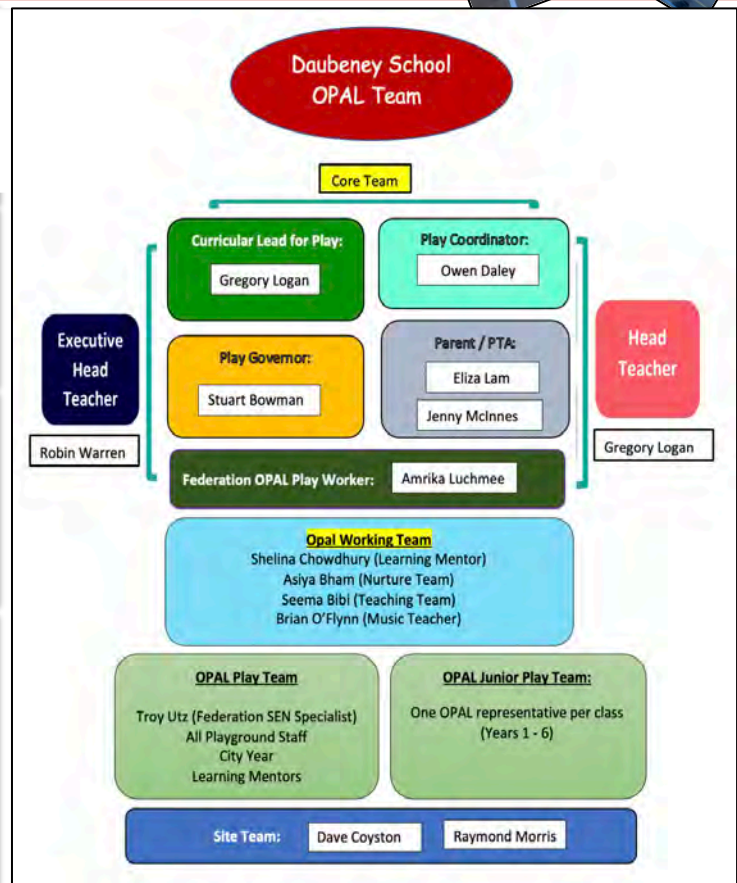 Daubeney School
OPAL Team
Core Team
Curricular Lead for Play:
Gregory Logan
Play Coordinator:
Owen Daley
Executive
Head
Teacher
Robin Warren
Play Governor:
Stuart Bowman
Parent / PTA:
Eliza Lam
Jenny McInnes
Head
Teacher
Gregory Logan
Federation OPAL Play Worker:
Amrika Luchmee
Opal Working Team
Shelina Chowdhury (Learning Mentor)
Asiya Bham (Nurture Team)
Seema Bibi (Teaching Team)
Brian O’Flynn (Music Teacher)
OPAL Play Team
Troy Utz (Federation SEN Specialist)
All Playground Staff
City Year
Learning Mentors
OPAL Junior Play Team:
One OPAL representative per class
(Years 1 - 6)
Site Team:
Dave Coyston
Raymond Morris